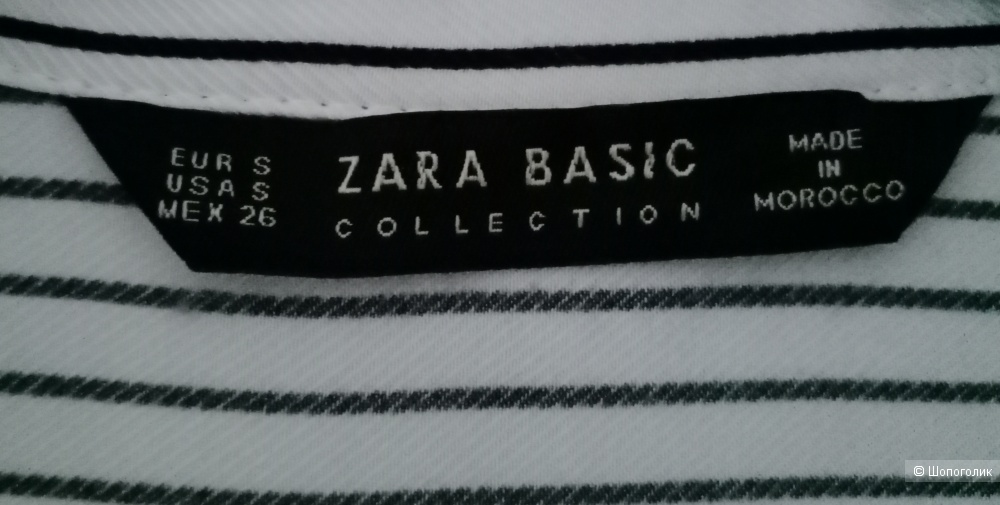 EUR S
USA S
MEX 26
ZARA BASIC
COLLECTION
MADE
IN
MOROCCO
© Шопоголик